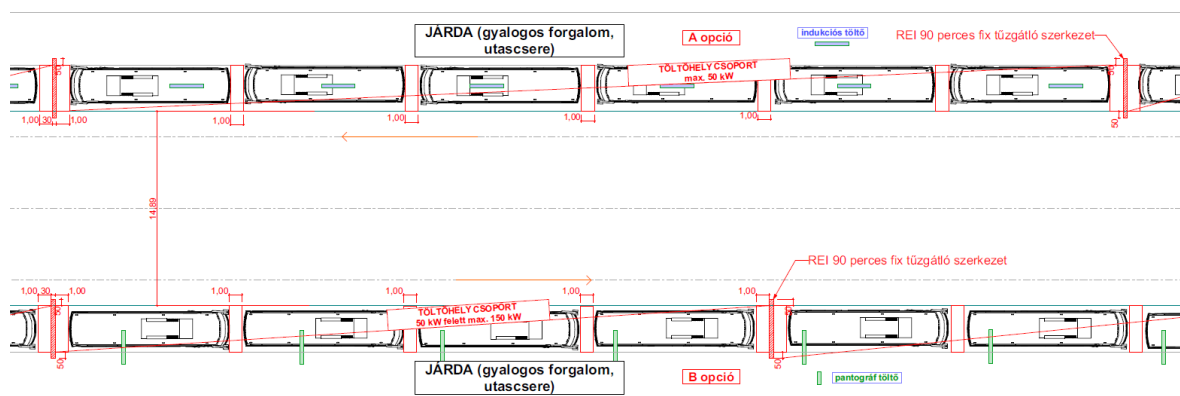 JÁRDA (gyalogos forgalom,
utascsere)
A opció
indukciós töltő
REI 90 perces fix tűzgátló szerkezet
50
TÖLTŐHELY CSOPORT
max. 50 kW
50
1,00 30 1,00
1,00
1,00
1,00
1,00
50
14,89
REI 90 perces fix tűzgátló szerkezet
1,00 30 1,00
1,00
1,00
1,00
50
TÖLTŐHELY CSOPORT
50 kW felett max. 150 kW
50
50
50
JÁRDA (gyalogos forgalom,
utascsere)
B opció
pantográf töltő